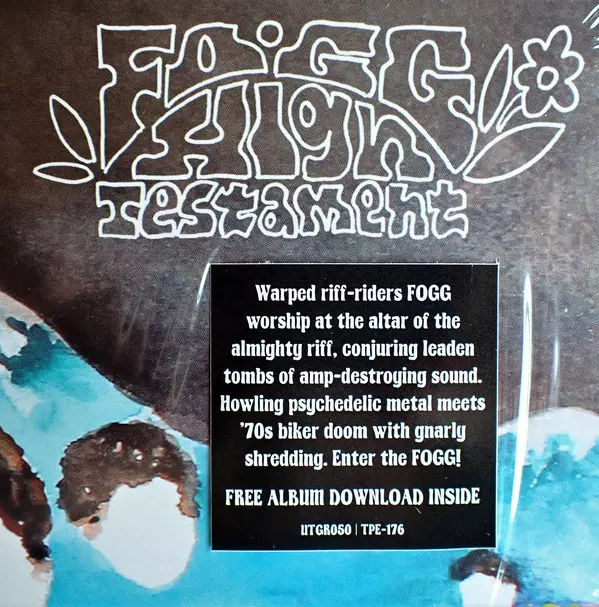 FOGG
High
Testament
Warped riff-riders FOGG
worship at the altar of the
almighty riff, conjuring leaden
tombs of amp-destroying sound.
Howling psychedelic metal meets
’70s biker doom with gnarly
shredding. Enter the FOGG!
FREE ALBUM DOWNLOAD INSIDE
UTGR050 | TPE-176